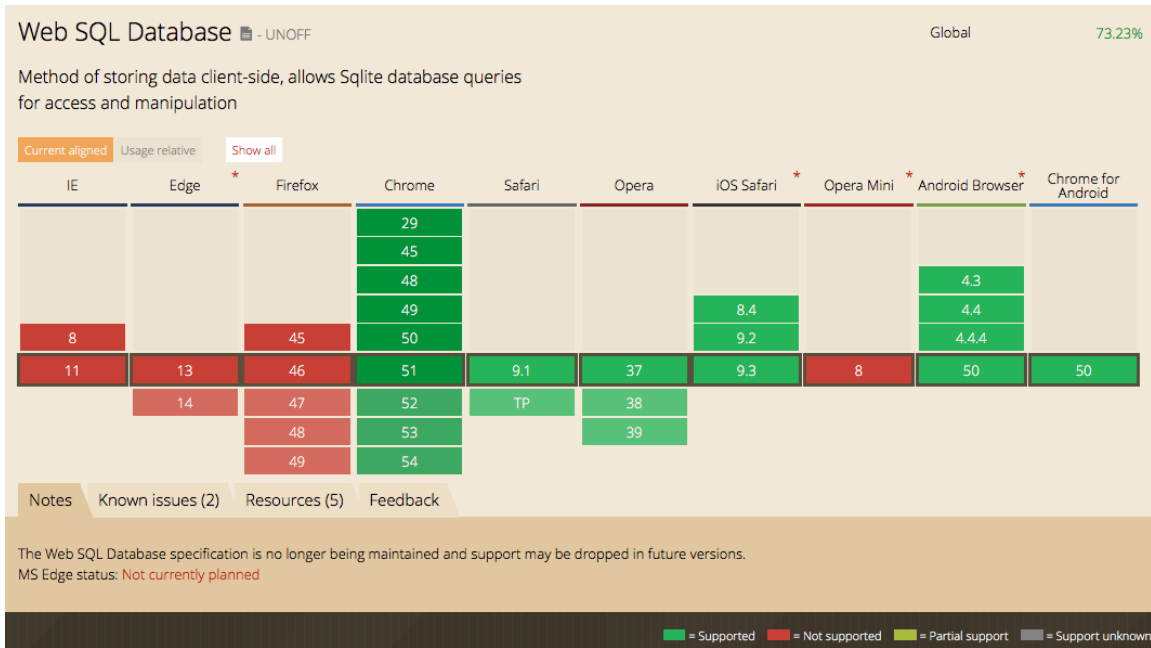 Web SQL Database - UNOFF
Global 73.23%
Method of storing data client-side, allows Sqlite database queries
for access and manipulation
Current aligned Usage relative Show all
IE Edge * Firefox Chrome Safari Opera iOS Safari * Opera Mini * Android Browser * Chrome for Android
29
45
48 4.3
49 8.4 4.4
8 45 50 9.2 4.4.4
11 13 46 51 9.1 37 9.3 8 50 50
14 47 52 TP 38
48 53 39
49 54
Notes Known issues (2) Resources (5) Feedback
The Web SQL Database specification is no longer being maintained and support may be dropped in future versions.
MS Edge status: Not currently planned
= Supported = Not supported = Partial support = Support unknown